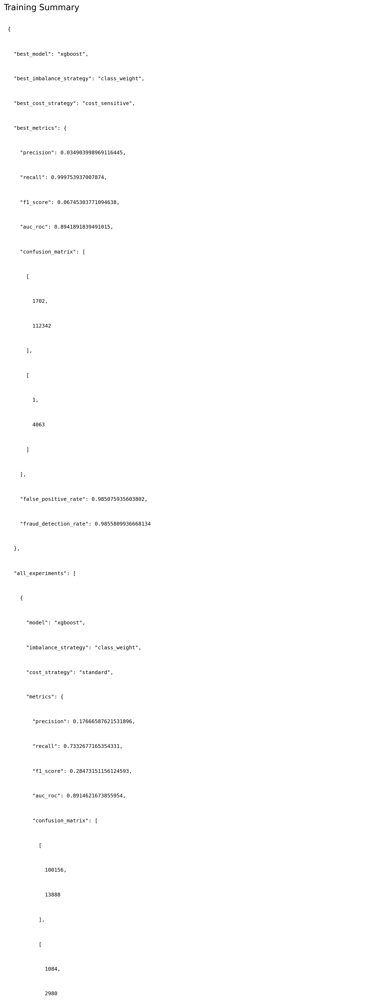 Training Summary
{
"best_model": "xgboost",
"best_imbalance_strategy": "class_weight",
"best_cost_strategy": "cost_sensitive",
"best_metrics": {
"precision": 0.034903998969116445,
"recall": 0.999753937007874,
"f1_score": 0.06745303771094638,
"auc_roc": 0.8941891839491015,
"confusion_matrix": [
[
1702,
112342
],
[
1,
4063
]
],
"false_positive_rate": 0.985075935603802,
"fraud_detection_rate": 0.9855809936668134
},
"all_experiments": [
{
"model": "xgboost",
"imbalance_strategy": "class_weight",
"cost_strategy": "standard",
"metrics": {
"precision": 0.17666587621531896,
"recall": 0.7332677165354331,
"f1_score": 0.28473151156124593,
"auc_roc": 0.8914621673855954,
"confusion_matrix": [
[
100156,
13888
],
[
1084,
2980